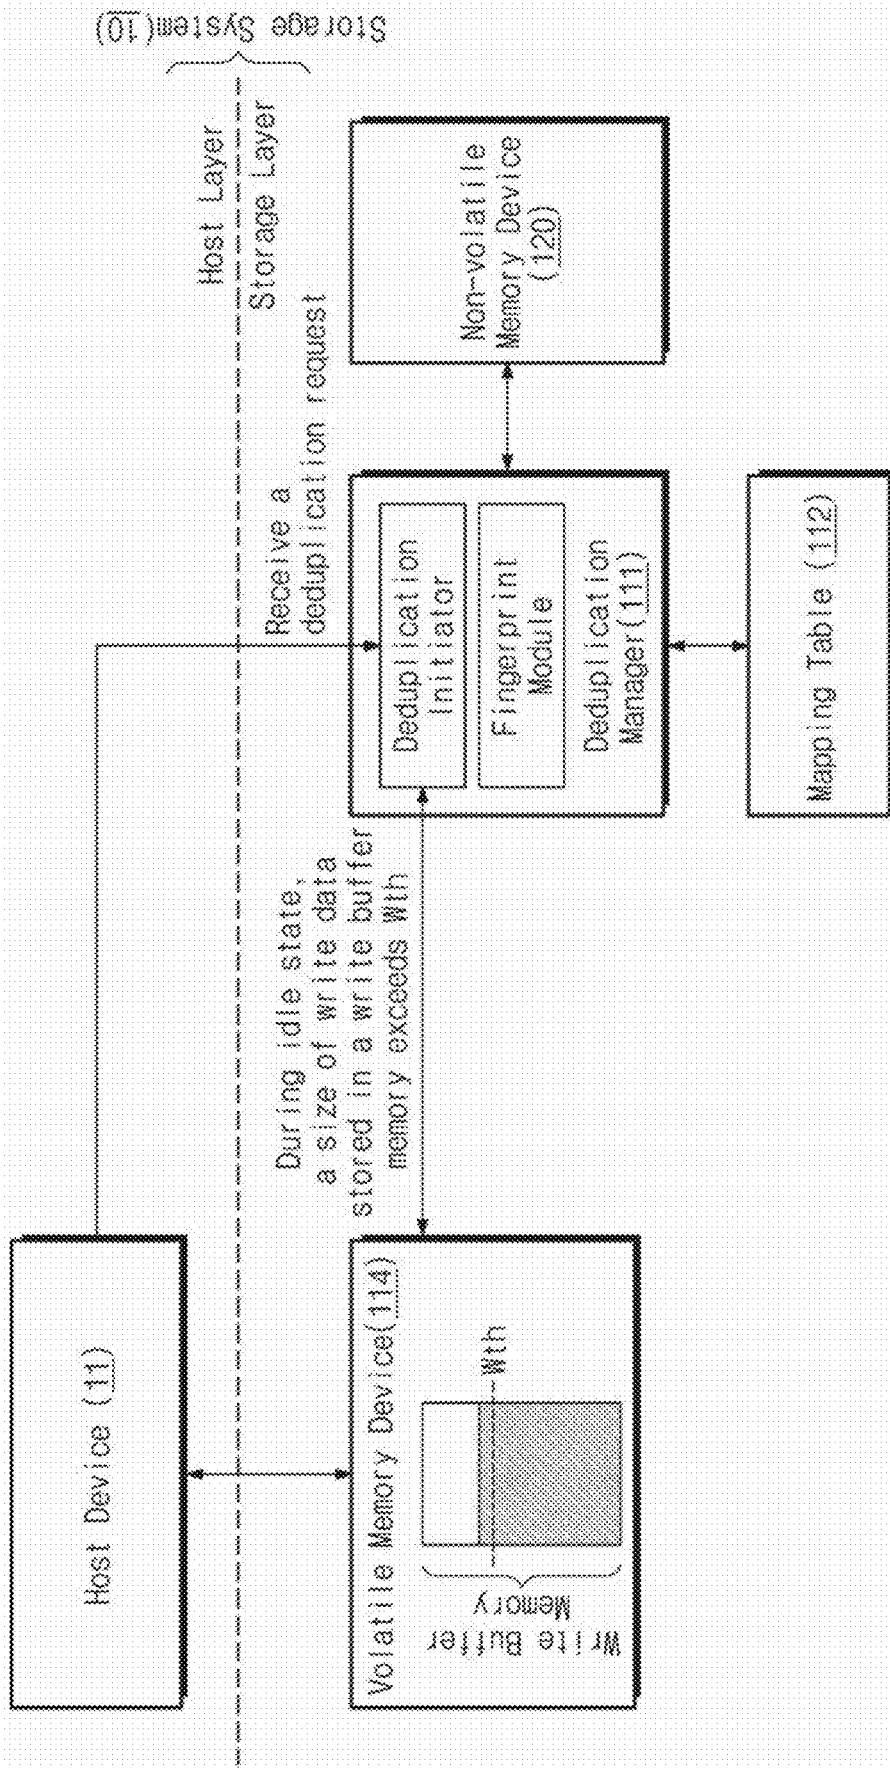 Host Device (11)
Host Layer
Storage Layer
Storage System(10)
Receive a
deduplication request
During idle state,
a size of write data
stored in a write buffer
memory exceeds Wth
Volatile Memory Device(114)
Write Buffer
Memory
Wth
Deduplication
Initiator
Fingerprint
Module
Deduplication
Manager(111)
Non-volatile
Memory Device
(120)
Mapping Table (112)